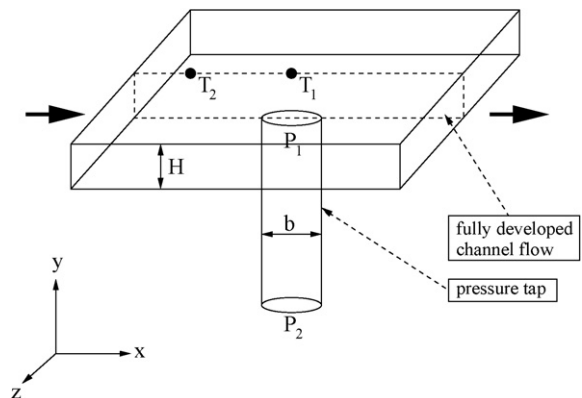 T₂
T₁
P₁
H
b
fully developed
channel flow
pressure tap
y
P₂
x
z